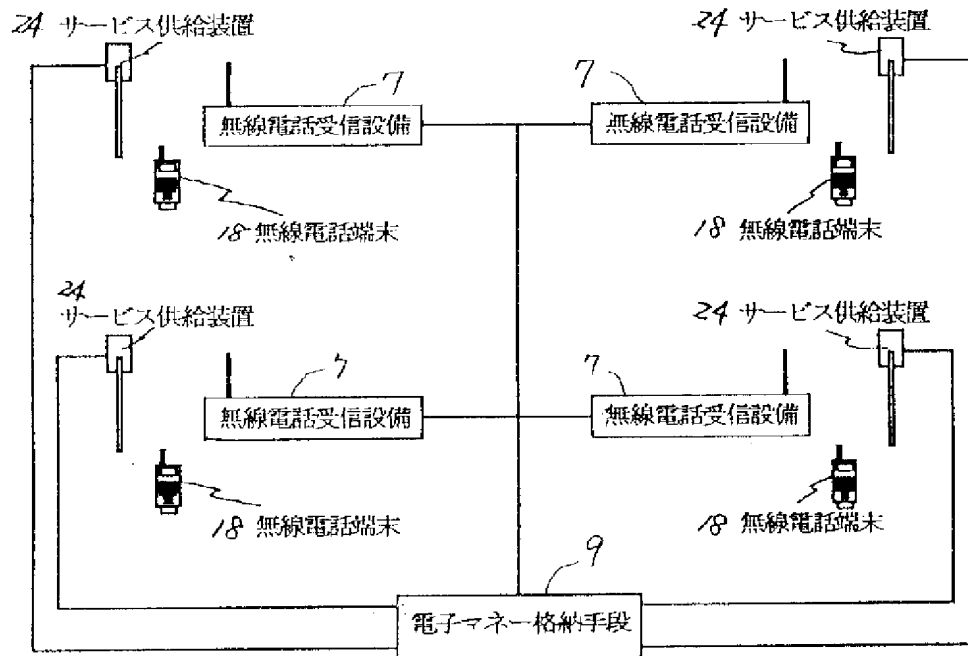 24 サービス供給装置
24 サービス供給装置
7
7
無線電話受信設備
無線電話受信設備
18 無線電話端末
18 無線電話端末
24
サービス供給装置
24 サービス供給装置
7
7
無線電話受信設備
無線電話受信設備
18 無線電話端末
18 無線電話端末
9
電子マネー格納手段